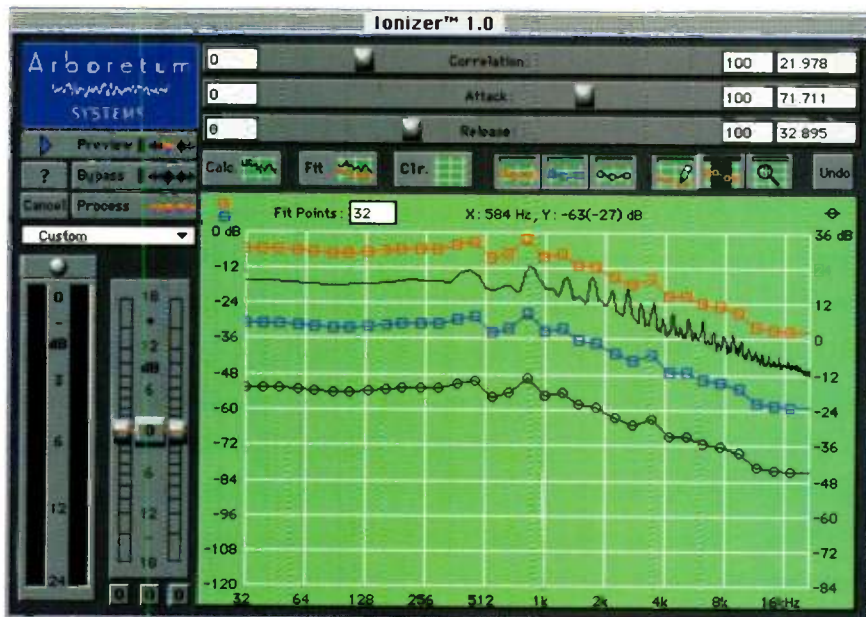 Ionizer™ 1.0
Arboretum
SYSTEMS
0 Correlation 100 21.978
0 Attack 100 71.711
0 Release 100 32.895
Preview
? Bypass
Cancel Process
Custom
Calc. Fit Clr. Undo
Fit Points: 32 X: 584 Hz, Y: -63(-27) dB
0 dB
-12
-24
-36
-48
-60
-72
-84
-96
-108
-120
36 dB
12
0
-12
-24
-36
-48
-60
-72
-84
32 64 128 256 512 1k 2k 4k 8k 16kHz
0
dB
3
6
12
24
18
12
dB
6
0
6
12
18
0 0 0